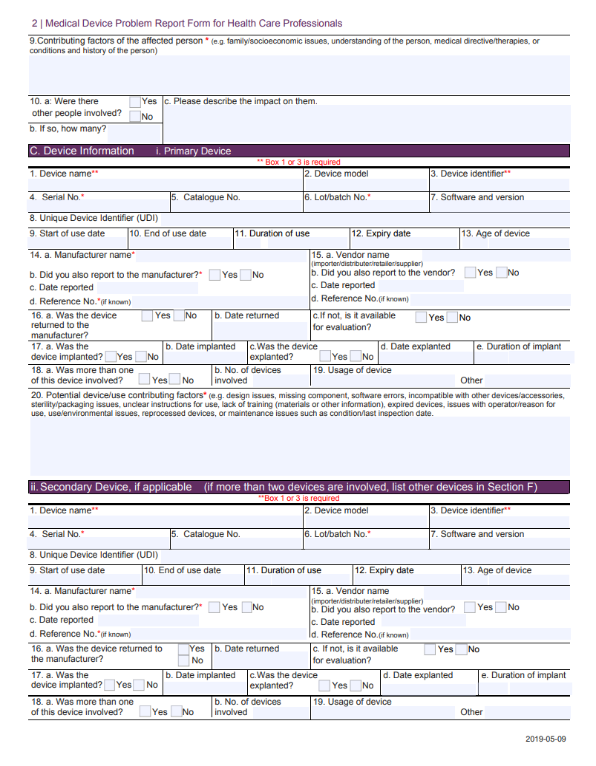 2 | Medical Device Problem Report Form for Health Care Professionals
9.Contributing factors of the affected person * (e.g. family/socioeconomic issues, understanding of the person, medical directive/therapies, or
conditions and history of the person)
10. a: Were there
other people involved?
Yes
No
c. Please describe the impact on them.
b. If so, how many?
C. Device Information i. Primary Device
** Box 1 or 3 is required
1. Device name** 2. Device model 3. Device identifier**
4. Serial No.* 5. Catalogue No. 6. Lot/batch No.* 7. Software and version
8. Unique Device Identifier (UDI)
9. Start of use date 10. End of use date 11. Duration of use 12. Expiry date 13. Age of device
14. a. Manufacturer name*
b. Did you also report to the manufacturer?* Yes No
c. Date reported
d. Reference No.*(if known)
15. a. Vendor name
(importer/distributer/retailer/supplier)
b. Did you also report to the vendor? Yes No
c. Date reported
d. Reference No.(if known)
16. a. Was the device
returned to the
manufacturer?
Yes No
b. Date returned
c.If not, is it available
for evaluation?
Yes No
17. a. Was the
device implanted? Yes No
b. Date implanted
c.Was the device
explanted? Yes No
d. Date explanted
e. Duration of implant
18. a. Was more than one
of this device involved? Yes No
b. No. of devices
involved
19. Usage of device
Other
20. Potential device/use contributing factors* (e.g. design issues, missing component, software errors, incompatible with other devices/accessories,
sterility/packaging issues, unclear instructions for use, lack of training (materials or other information), expired devices, issues with operator/reason for
use, use/environmental issues, reprocessed devices, or maintenance issues such as condition/last inspection date.
ii. Secondary Device, if applicable (if more than two devices are involved, list other devices in Section F)
**Box 1 or 3 is required
1. Device name** 2. Device model 3. Device identifier**
4. Serial No.* 5. Catalogue No. 6. Lot/batch No.* 7. Software and version
8. Unique Device Identifier (UDI)
9. Start of use date 10. End of use date 11. Duration of use 12. Expiry date 13. Age of device
14. a. Manufacturer name*
b. Did you also report to the manufacturer?* Yes No
c. Date reported
d. Reference No.*(if known)
15. a. Vendor name
(importer/distributer/retailer/supplier)
b. Did you also report to the vendor? Yes No
c. Date reported
d. Reference No.(if known)
16. a. Was the device returned to
the manufacturer?
Yes
No
b. Date returned
c. If not, is it available
for evaluation?
Yes No
17. a. Was the
device implanted? Yes No
b. Date implanted
c.Was the device
explanted? Yes No
d. Date explanted
e. Duration of implant
18. a. Was more than one
of this device involved? Yes No
b. No. of devices
involved
19. Usage of device
Other
2019-05-09